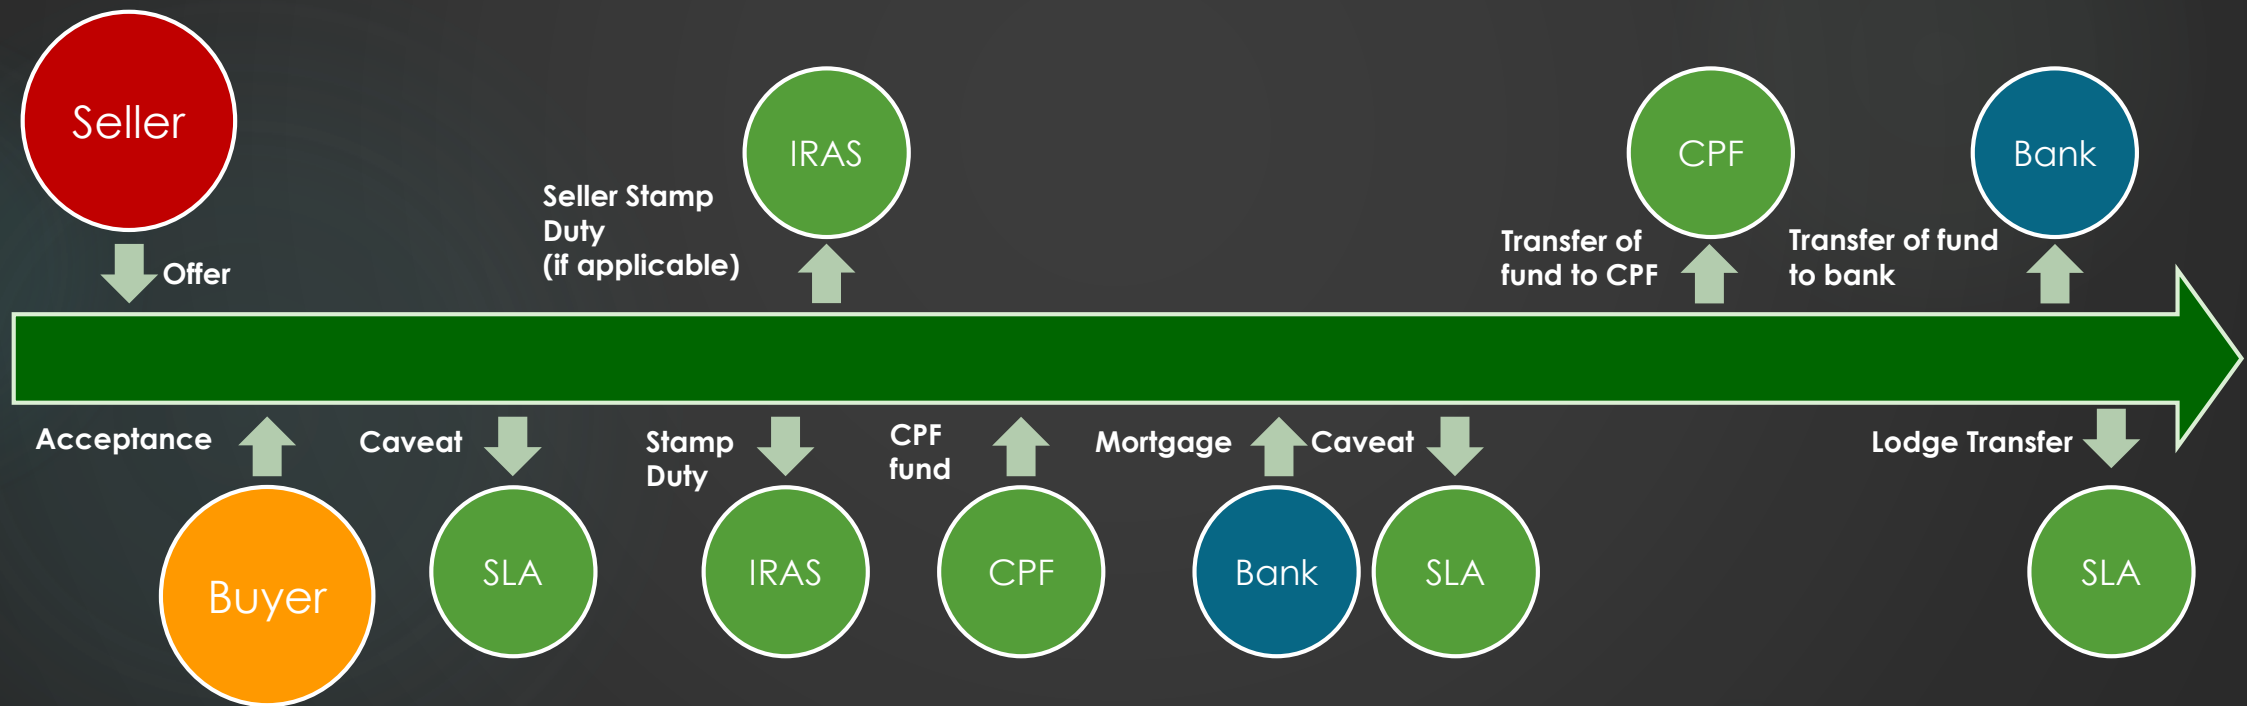 Seller
IRAS
CPF
Bank
Seller Stamp
Duty
(if applicable)
Transfer of
fund to CPF
Transfer of fund
to bank
Offer
Acceptance
Caveat
Stamp
Duty
CPF
fund
Mortgage
Caveat
Lodge Transfer
Buyer
SLA
IRAS
CPF
Bank
SLA
SLA